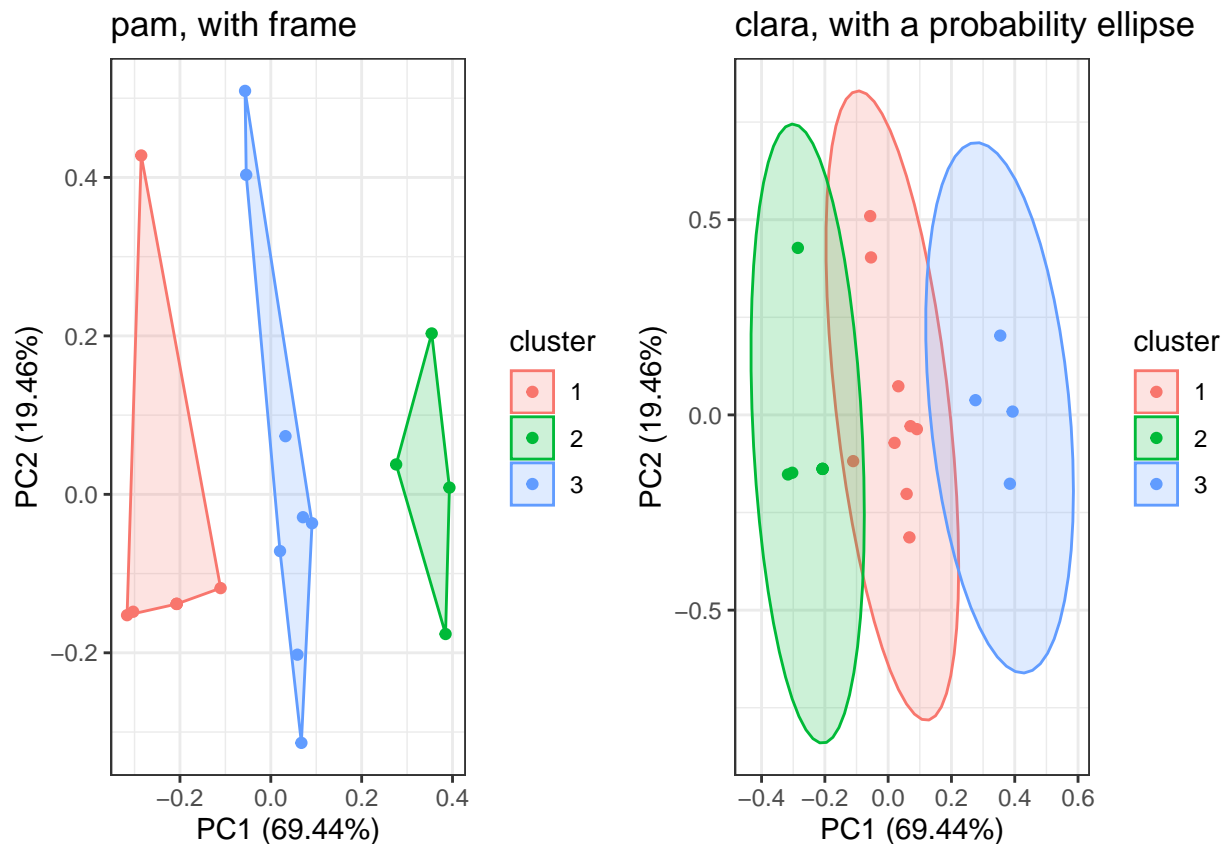 pam, with frame
0.4
0.2
0.0
−0.2
−0.2
0.0
0.2
0.4
PC1 (69.44%)
PC2 (19.46%)
cluster
1
2
3
clara, with a probability ellipse
0.5
0.0
−0.5
−0.4
−0.2
0.0
0.2
0.4
0.6
PC1 (69.44%)
PC2 (19.46%)
cluster
1
2
3